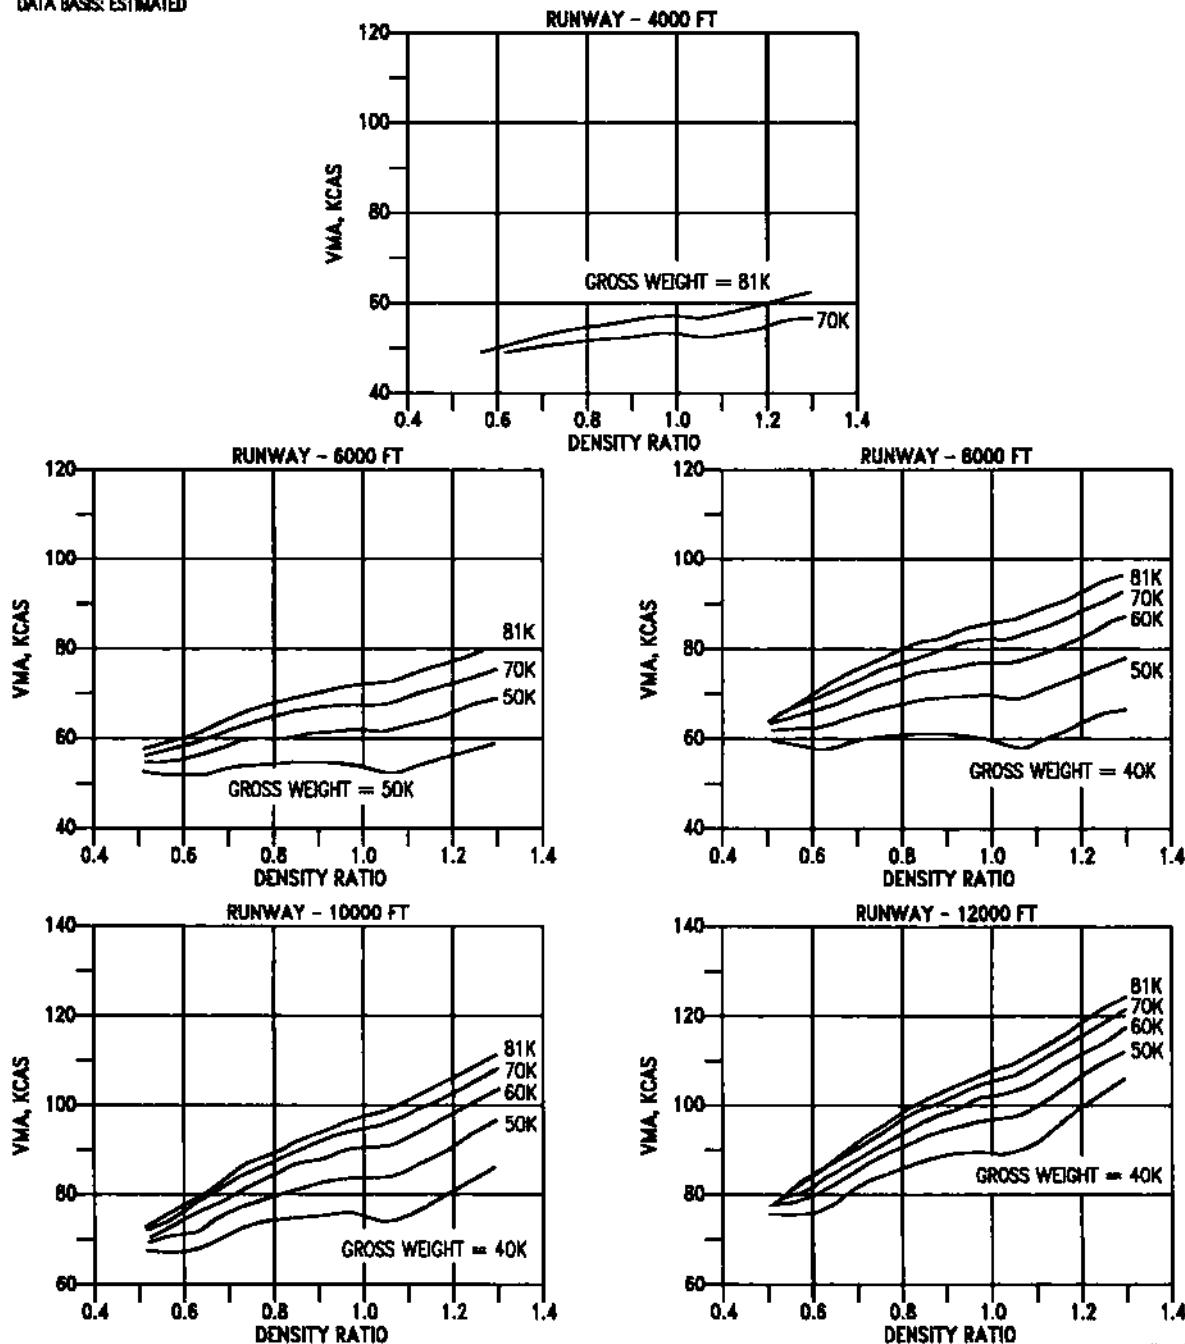 DATA BASIS: ESTIMATED
RUNWAY - 4000 FT
120
100
80
60
40
VMA, KCAS
GROSS WEIGHT = 81K
70K
0.4 0.6 0.8 1.0 1.2 1.4
DENSITY RATIO
RUNWAY - 6000 FT
120
100
80
60
40
VMA, KCAS
81K
70K
50K
GROSS WEIGHT = 50K
0.4 0.6 0.8 1.0 1.2 1.4
DENSITY RATIO
RUNWAY - 8000 FT
120
100
80
60
40
VMA, KCAS
81K
70K
60K
50K
GROSS WEIGHT = 40K
0.4 0.6 0.8 1.0 1.2 1.4
DENSITY RATIO
RUNWAY - 10000 FT
140
120
100
80
60
VMA, KCAS
81K
70K
60K
50K
GROSS WEIGHT = 40K
0.4 0.6 0.8 1.0 1.2 1.4
DENSITY RATIO
RUNWAY - 12000 FT
140
120
100
80
60
VMA, KCAS
81K
70K
60K
50K
GROSS WEIGHT = 40K
0.4 0.6 0.8 1.0 1.2 1.4
DENSITY RATIO